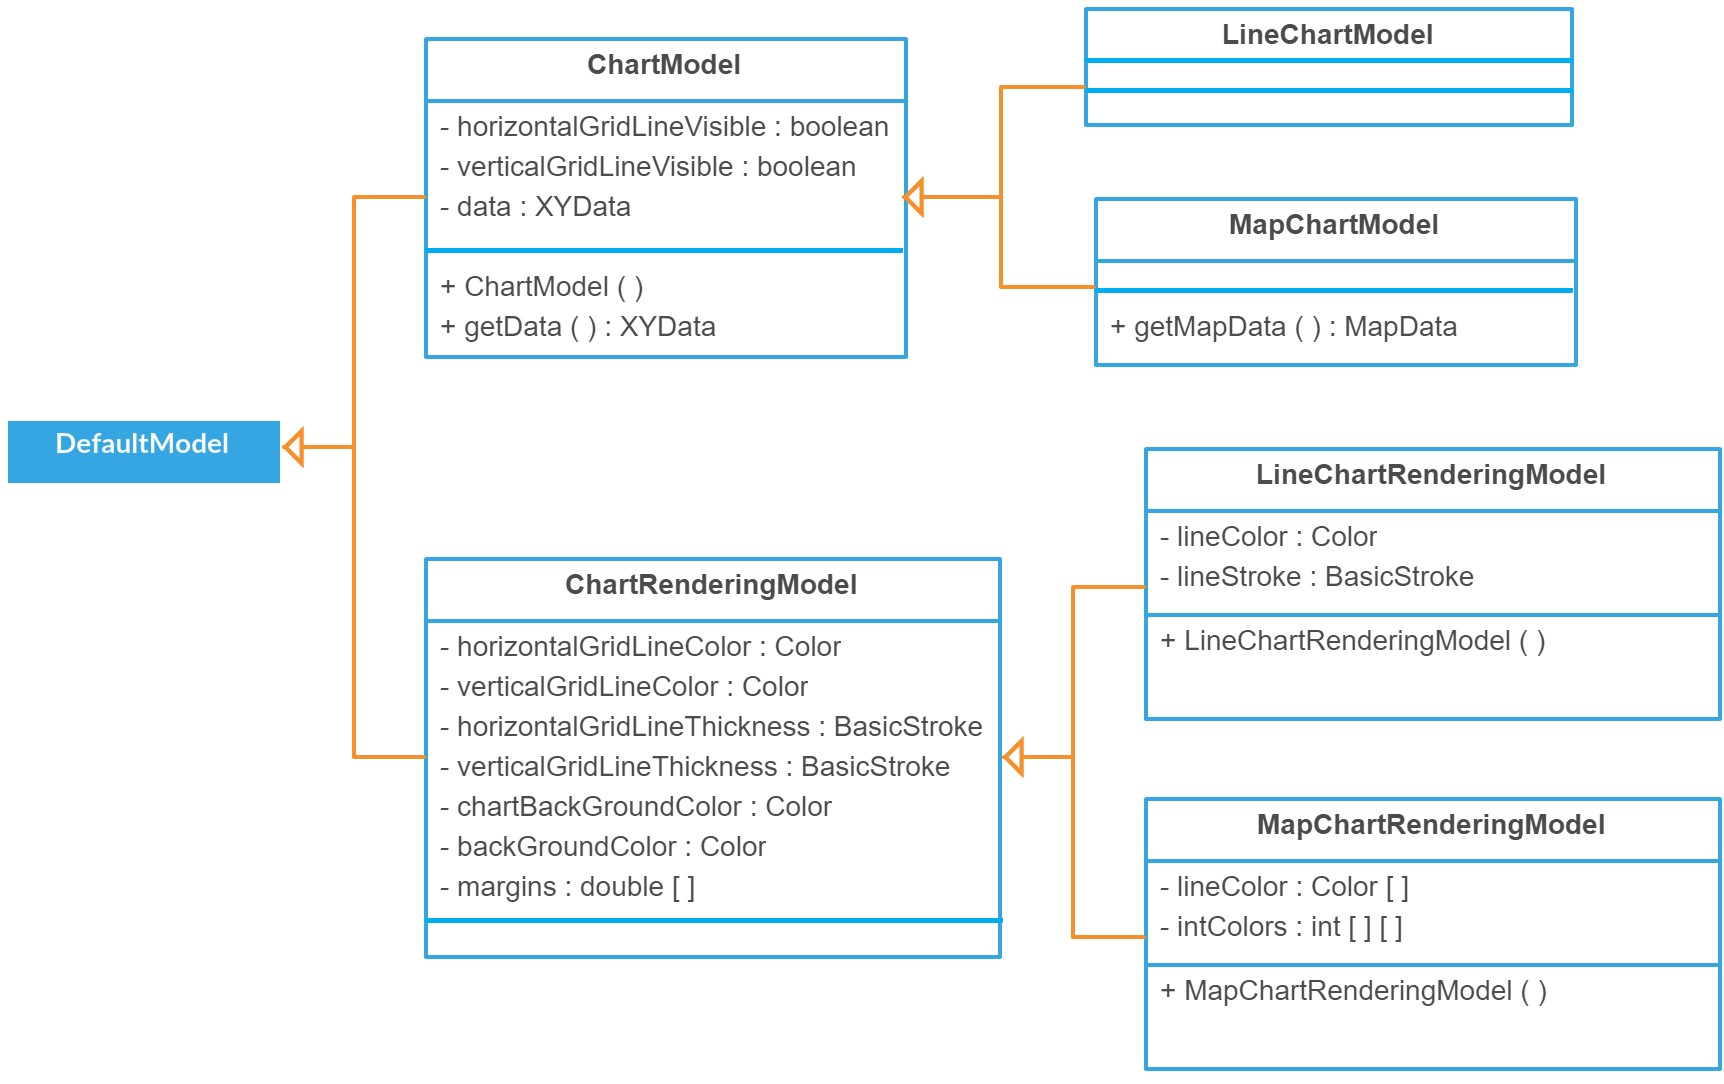 DefaultModel
ChartModel
- horizontalGridLineVisible : boolean
- verticalGridLineVisible : boolean
- data : XYData
+ ChartModel ( )
+ getData ( ) : XYData
LineChartModel
MapChartModel
+ getMapData ( ) : MapData
ChartRenderingModel
- horizontalGridLineColor : Color
- verticalGridLineColor : Color
- horizontalGridLineThickness : BasicStroke
- verticalGridLineThickness : BasicStroke
- chartBackGroundColor : Color
- backGroundColor : Color
- margins : double [ ]
LineChartRenderingModel
- lineColor : Color
- lineStroke : BasicStroke
+ LineChartRenderingModel ( )
MapChartRenderingModel
- lineColor : Color [ ]
- intColors : int [ ] [ ]
+ MapChartRenderingModel ( )